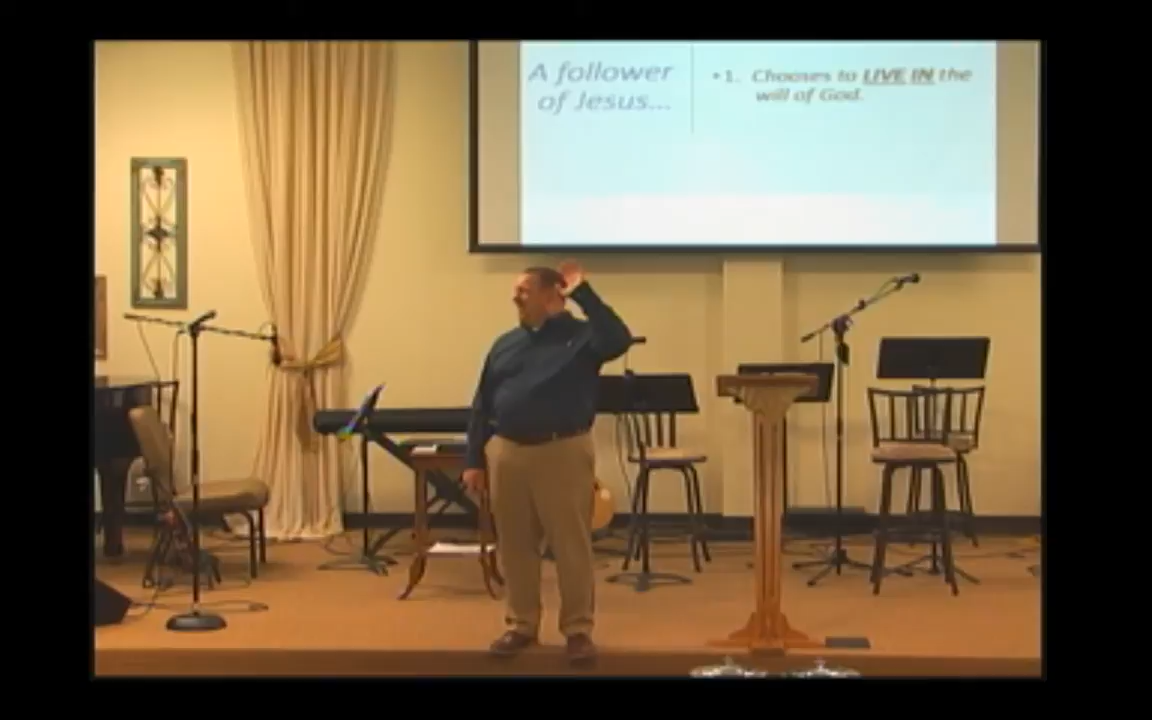 A follower
of Jesus...
• 1. Chooses to LIVE IN the
will of God.